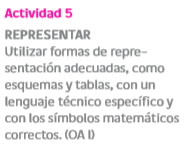 Actividad 5
REPRESENTAR
Utilizar formas de repre-
sentación adecuadas, como
esquemas y tablas, con un
lenguaje técnico específico y
con los símbolos matemáticos
correctos. (OA l)